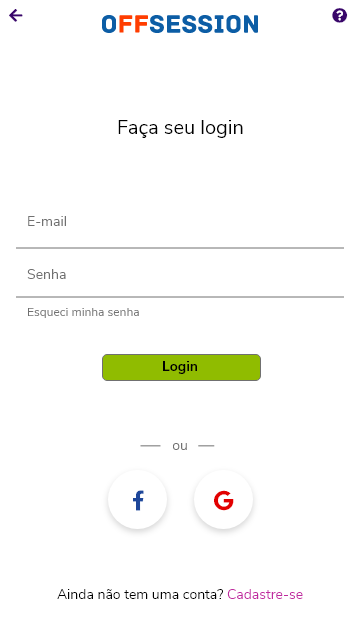 OFFSESSION
Faça seu login
E-mail
Senha
Esqueci minha senha
Login
ou
Ainda não tem uma conta? Cadastre-se